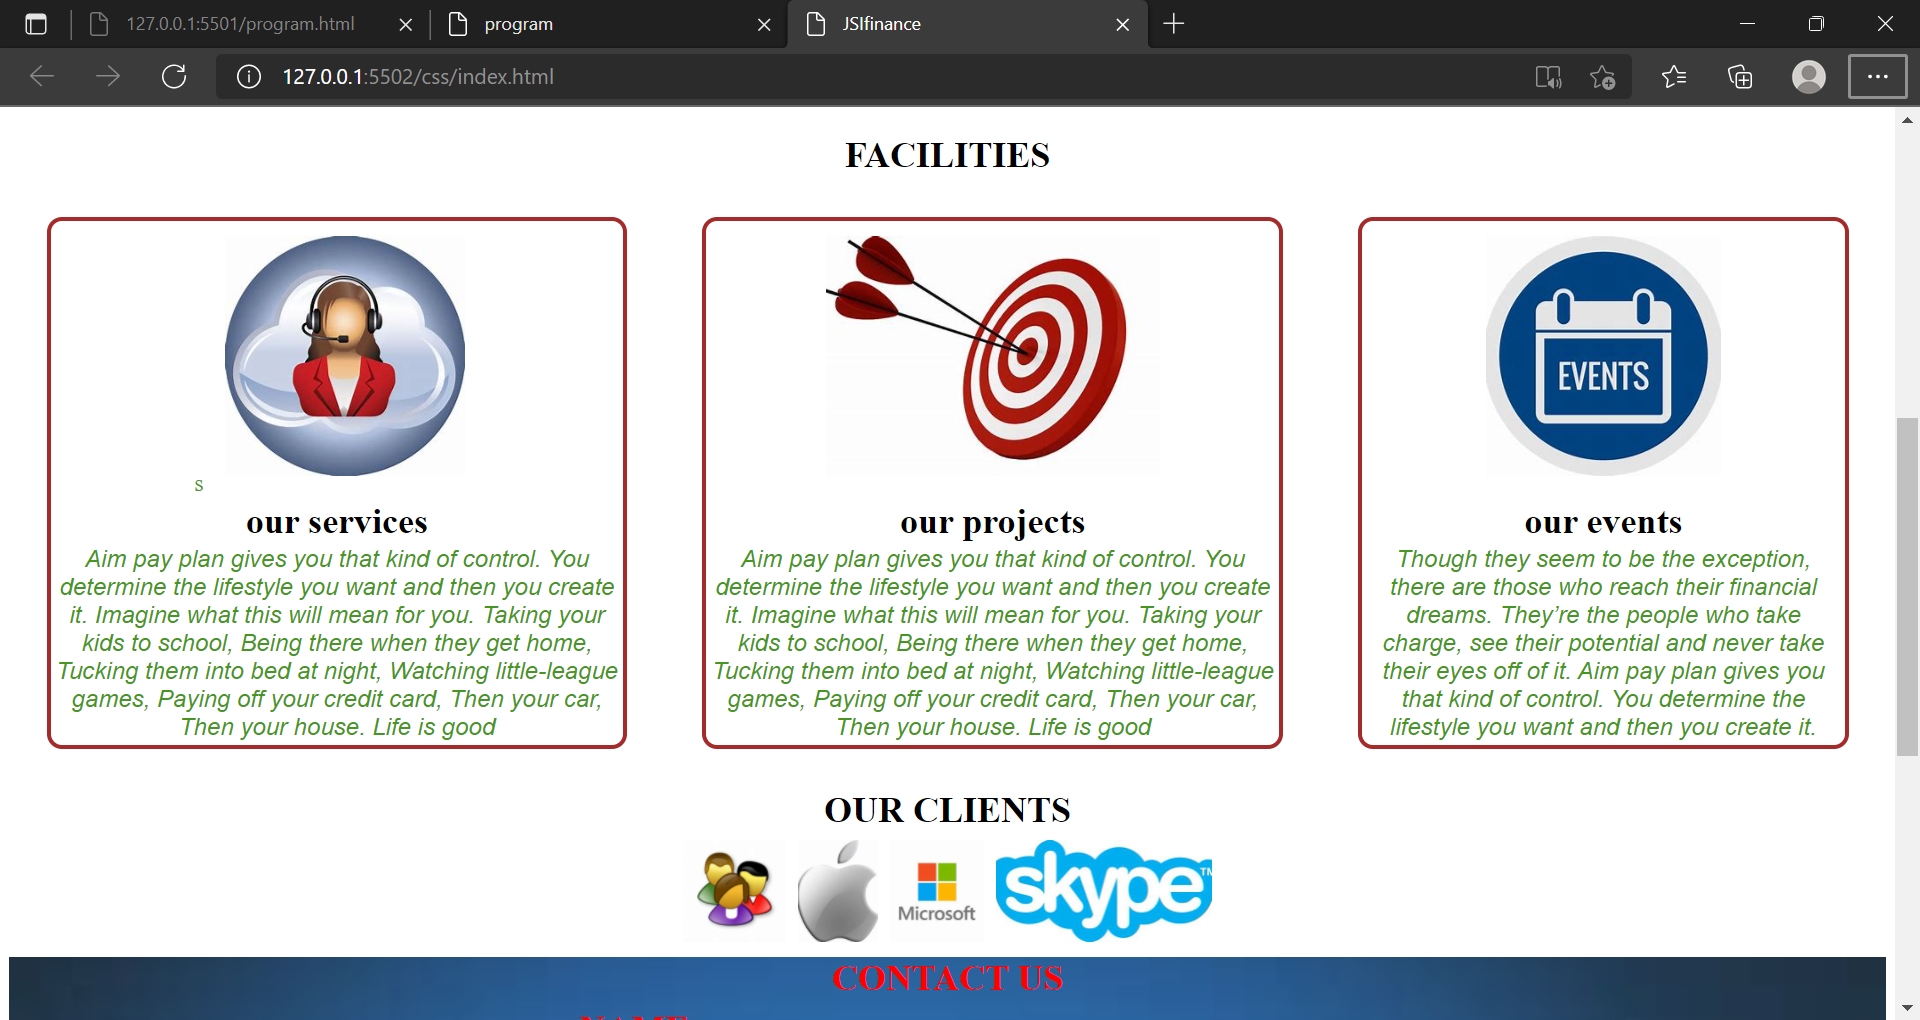 127.0.0.1:5501/program.html
program
JSIfinance
127.0.0.1:5502/css/index.html
FACILITIES
EVENTS
s
our services
Aim pay plan gives you that kind of control. You
determine the lifestyle you want and then you create
it. Imagine what this will mean for you. Taking your
kids to school, Being there when they get home,
Tucking them into bed at night, Watching little-league
games, Paying off your credit card, Then your car,
Then your house. Life is good
our projects
Aim pay plan gives you that kind of control. You
determine the lifestyle you want and then you create
it. Imagine what this will mean for you. Taking your
kids to school, Being there when they get home,
Tucking them into bed at night, Watching little-league
games, Paying off your credit card, Then your car,
Then your house. Life is good
our events
Though they seem to be the exception,
there are those who reach their financial
dreams. They’re the people who take
charge, see their potential and never take
their eyes off of it. Aim pay plan gives you
that kind of control. You determine the
lifestyle you want and then you create it.
OUR CLIENTS
Microsoft
skype™
CONTACT US